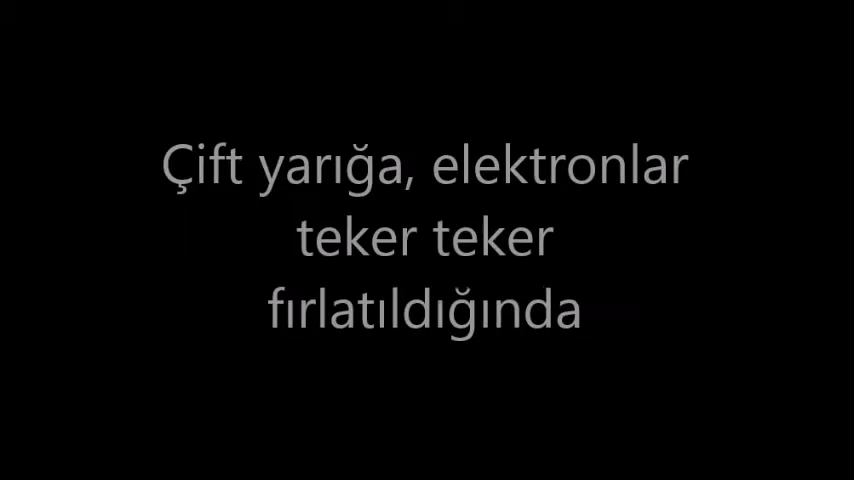 Çift yarığa, elektronlar
teker teker
fırlatıldığında